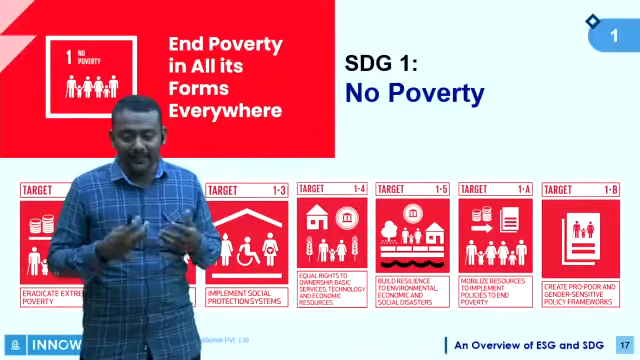 1
NO
POVERTY
End Poverty
in All its
Forms
Everywhere
SDG 1:
No Poverty
1
TARGET
TARGET 1·3
TARGET 1·4
TARGET 1·5
TARGET 1·A
TARGET 1·B
ERADICATE EXTRE
POVERTY
IMPLEMENT SOCIAL
PROTECTION SYSTEMS
EQUAL RIGHTS TO
OWNERSHIP, BASIC
SERVICES, TECHNOLOGY
AND ECONOMIC
RESOURCES
BUILD RESILIENCE
TO ENVIRONMENTAL,
ECONOMIC AND
SOCIAL DISASTERS
MOBILIZE RESOURCES
TO IMPLEMENT
POLICIES TO END
POVERTY
CREATE PRO-POOR AND
GENDER-SENSITIVE
POLICY FRAMEWORKS
INNOW
Pvt. Ltd
An Overview of ESG and SDG
17